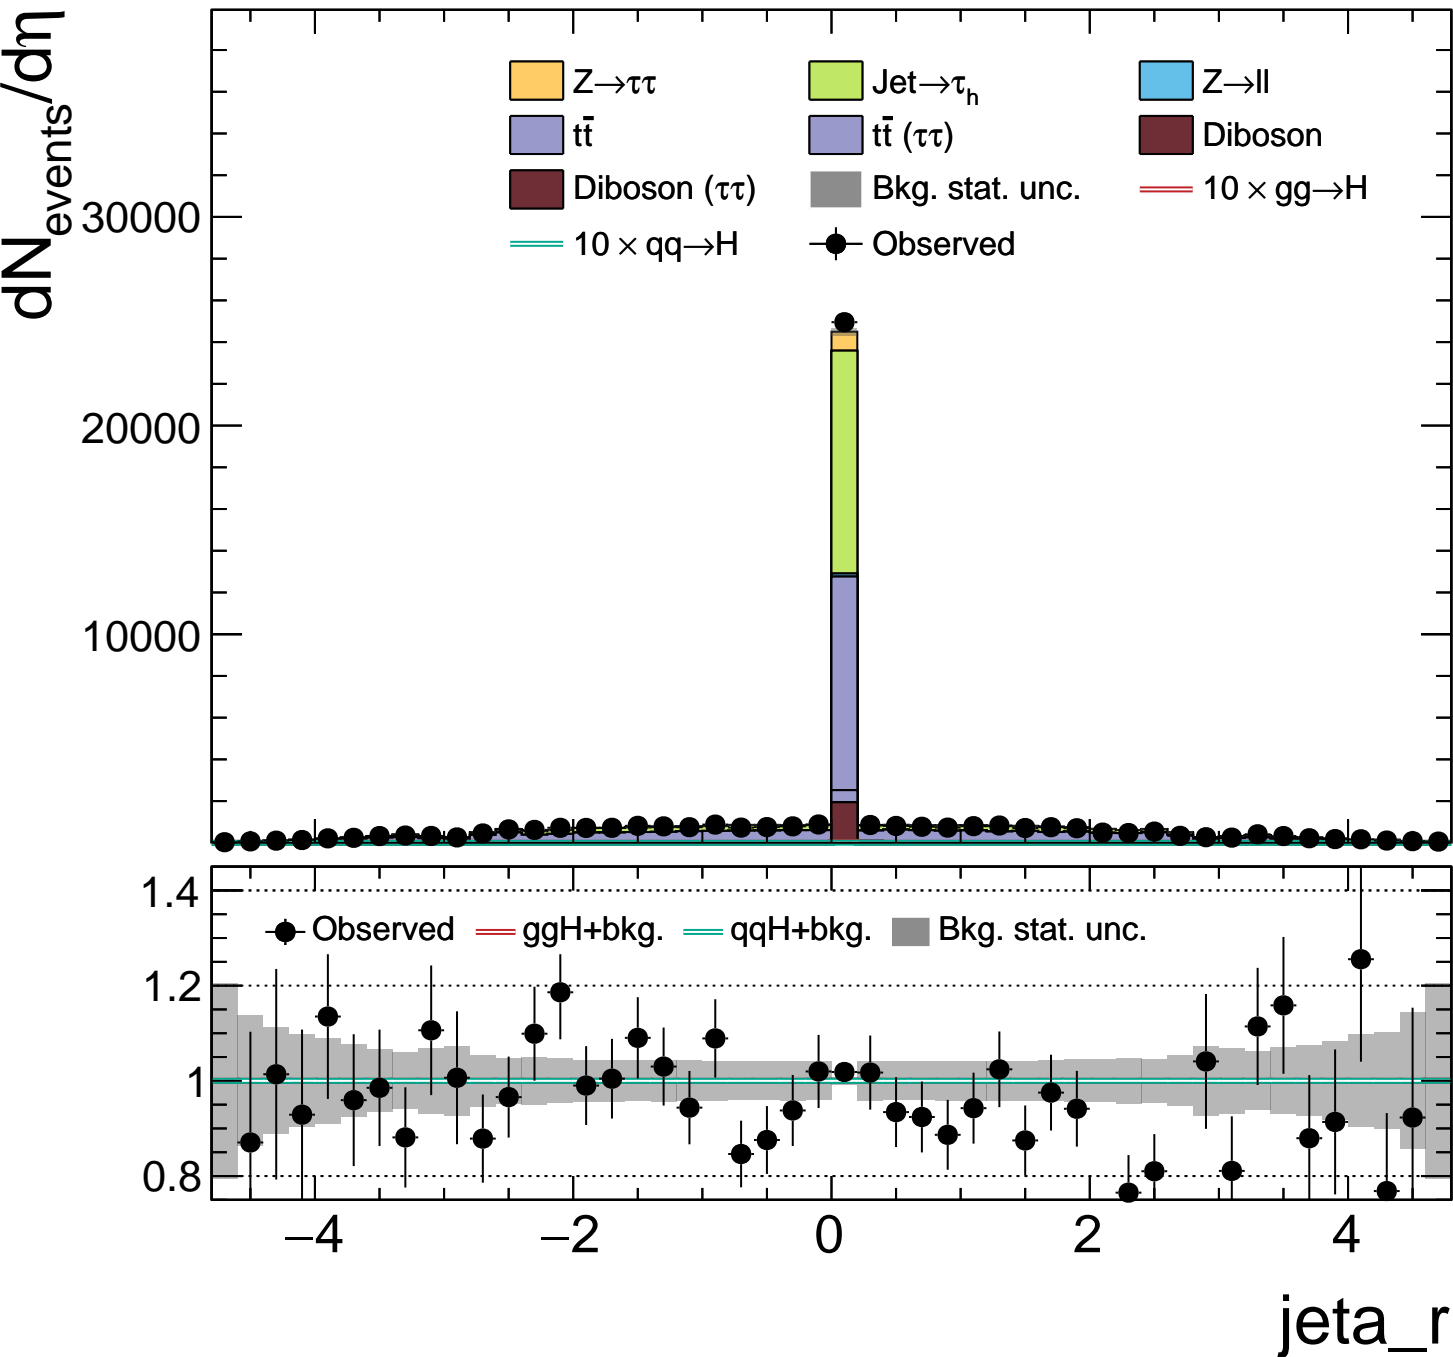 dN_events/dη
Z→ττ Jet→τ_h Z→ll
tt̄ tt̄ (ττ) Diboson
Diboson (ττ) Bkg. stat. unc. 10 × gg→H
10 × qq→H Observed
30000
20000
10000
1.4
Observed ggH+bkg. qqH+bkg. Bkg. stat. unc.
1.2
1
0.8
−4 −2 0 2 4
jeta_r